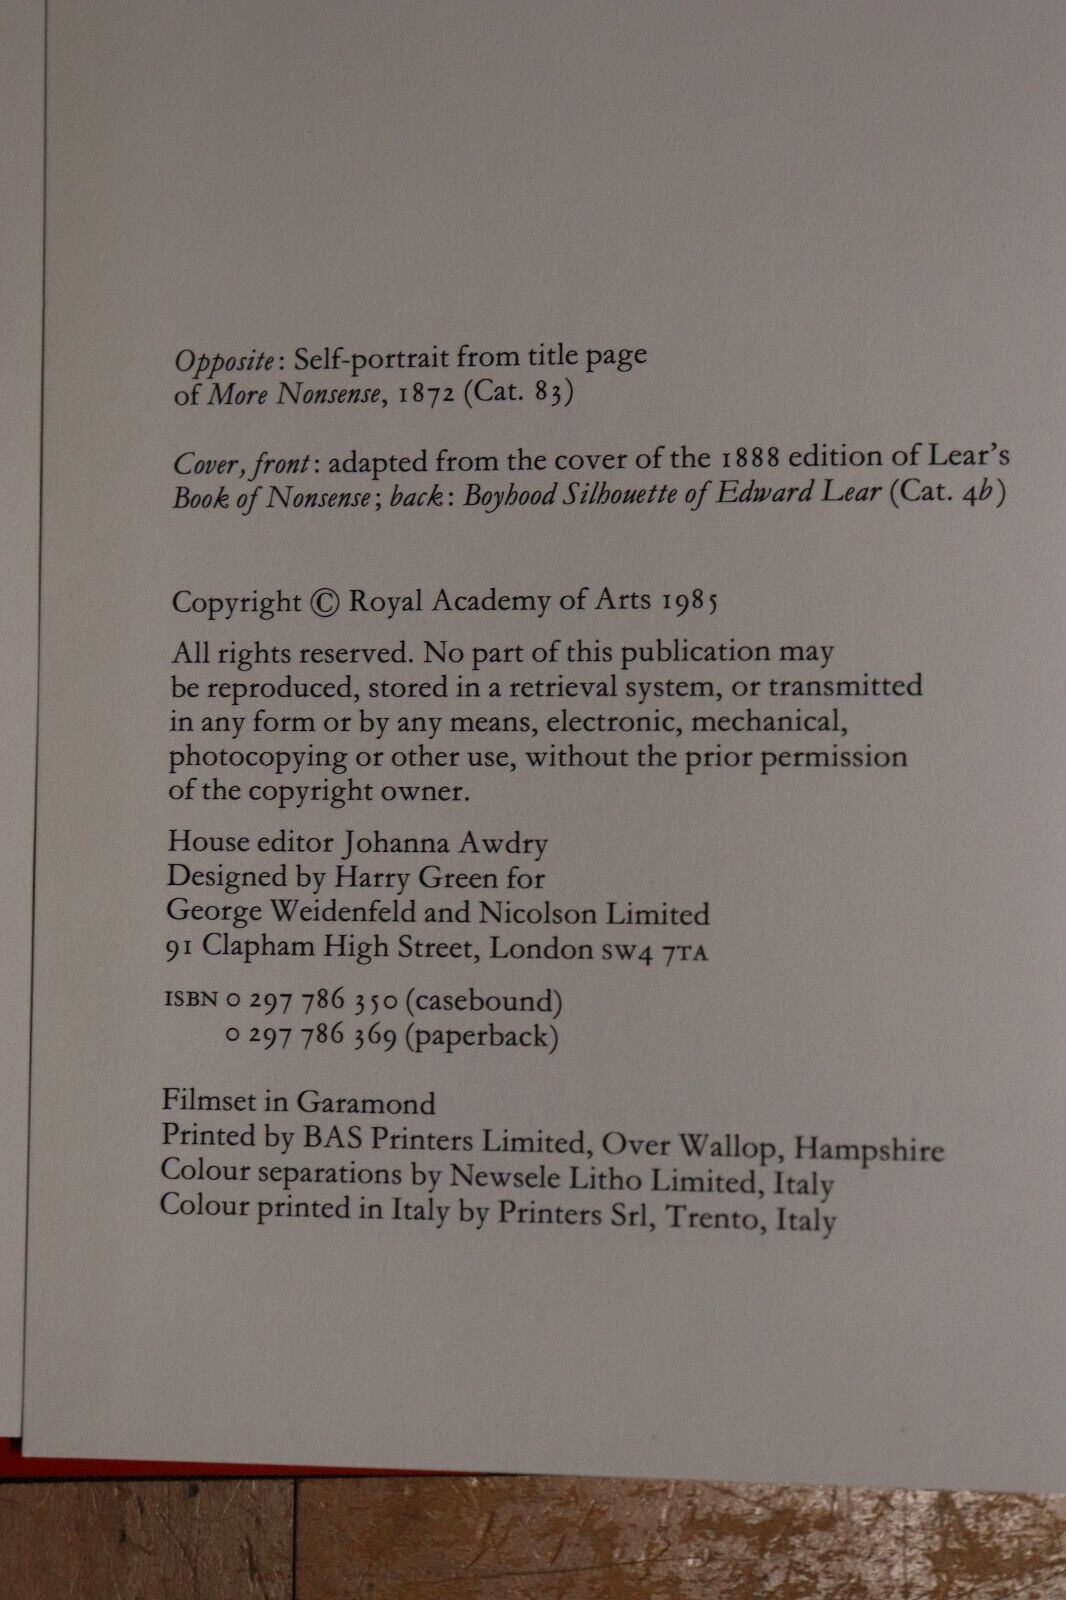 Opposite: Self-portrait from title page
of More Nonsense, 1872 (Cat. 83)
Cover, front: adapted from the cover of the 1888 edition of Lear's
Book of Nonsense; back: Boyhood Silhouette of Edward Lear (Cat. 4b)
Copyright © Royal Academy of Arts 1985
All rights reserved. No part of this publication may
be reproduced, stored in a retrieval system, or transmitted
in any form or by any means, electronic, mechanical,
photocopying or other use, without the prior permission
of the copyright owner.
House editor Johanna Awdry
Designed by Harry Green for
George Weidenfeld and Nicolson Limited
91 Clapham High Street, London SW4 7TA
ISBN 0 297 786 350 (casebound)
0 297 786 369 (paperback)
Filmset in Garamond
Printed by BAS Printers Limited, Over Wallop, Hampshire
Colour separations by Newsele Litho Limited, Italy
Colour printed in Italy by Printers Srl, Trento, Italy